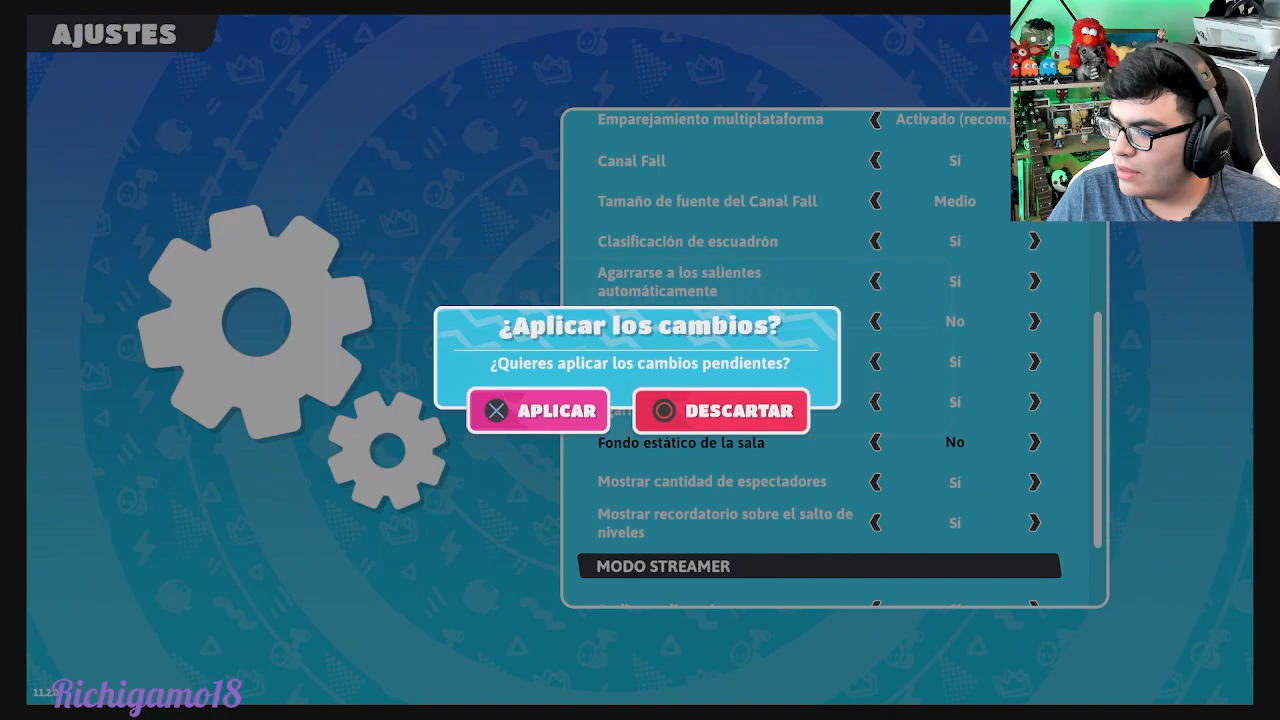 AJUSTES
Emparejamiento multiplataforma Activado (recom.
Canal Fall Sí
Tamaño de fuente del Canal Fall Medio
Clasificación de escuadrón Sí
Agarrarse a los salientes
automáticamente Sí
No
¿Aplicar los cambios?
¿Quieres aplicar los cambios pendientes?
Sí
Sí
APLICAR DESCARTAR
Fondo estático de la sala No
Mostrar cantidad de espectadores Sí
Mostrar recordatorio sobre el salto de
niveles Sí
MODO STREAMER
11.2
Richigamo18